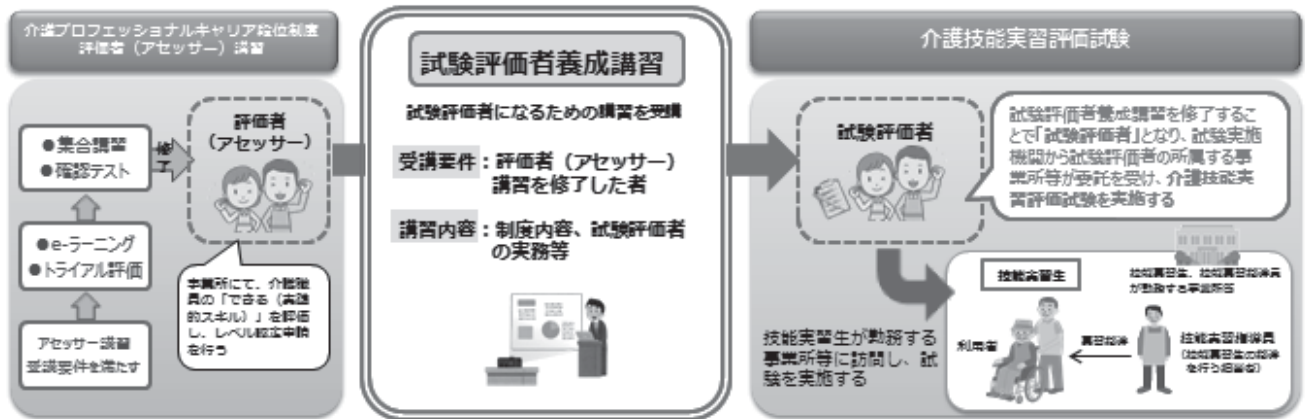 介護プロフェッショナルキャリア段位制度
評価者（アセッサー）講習
●集合講習
●確認テスト
修了
評価者
（アセッサー）
●e-ラーニング
●トライアル評価
アセッサー講習
受講要件を満たす
事業所にて、介護職
員の「できる（実践
的スキル）」を評価
し、レベル認定申請
を行う
試験評価者養成講習
試験評価者になるための講習を受講
受講要件：評価者（アセッサー）
講習を修了した者
講習内容：制度内容、試験評価者
の実務等
介護技能実習評価試験
試験評価者
試験評価者養成講習を修了するこ
とで「試験評価者」となり、試験実施
機関から試験評価者の所属する事
業所等が委託を受け、介護技能実
習評価試験を実施する
技能実習生が勤務する
事業所等に訪問し、試
験を実施する
技能実習生
技能実習生、技能実習指導員
が勤務する事業所等
利用者
実習指導
技能実習指導員
（技能実習生の指導
を行う担当者）